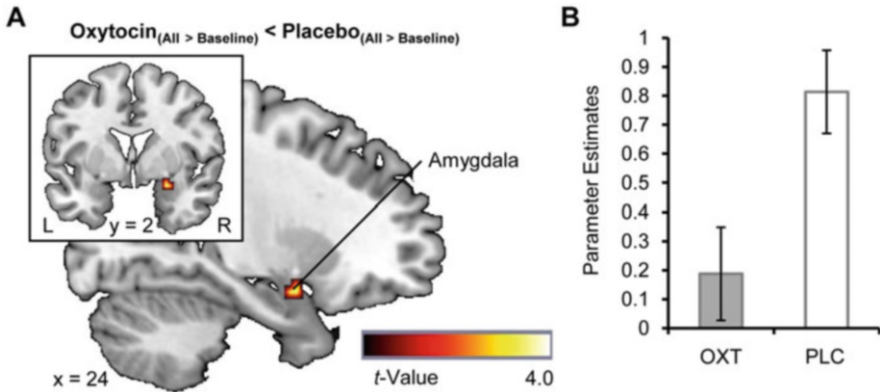 A
Oxytocin(All > Baseline) < Placebo(All > Baseline)
L
y = 2
R
Amygdala
x = 24
t-Value
4.0
B
Parameter Estimates
1
0.9
0.8
0.7
0.6
0.5
0.4
0.3
0.2
0.1
0
OXT
PLC